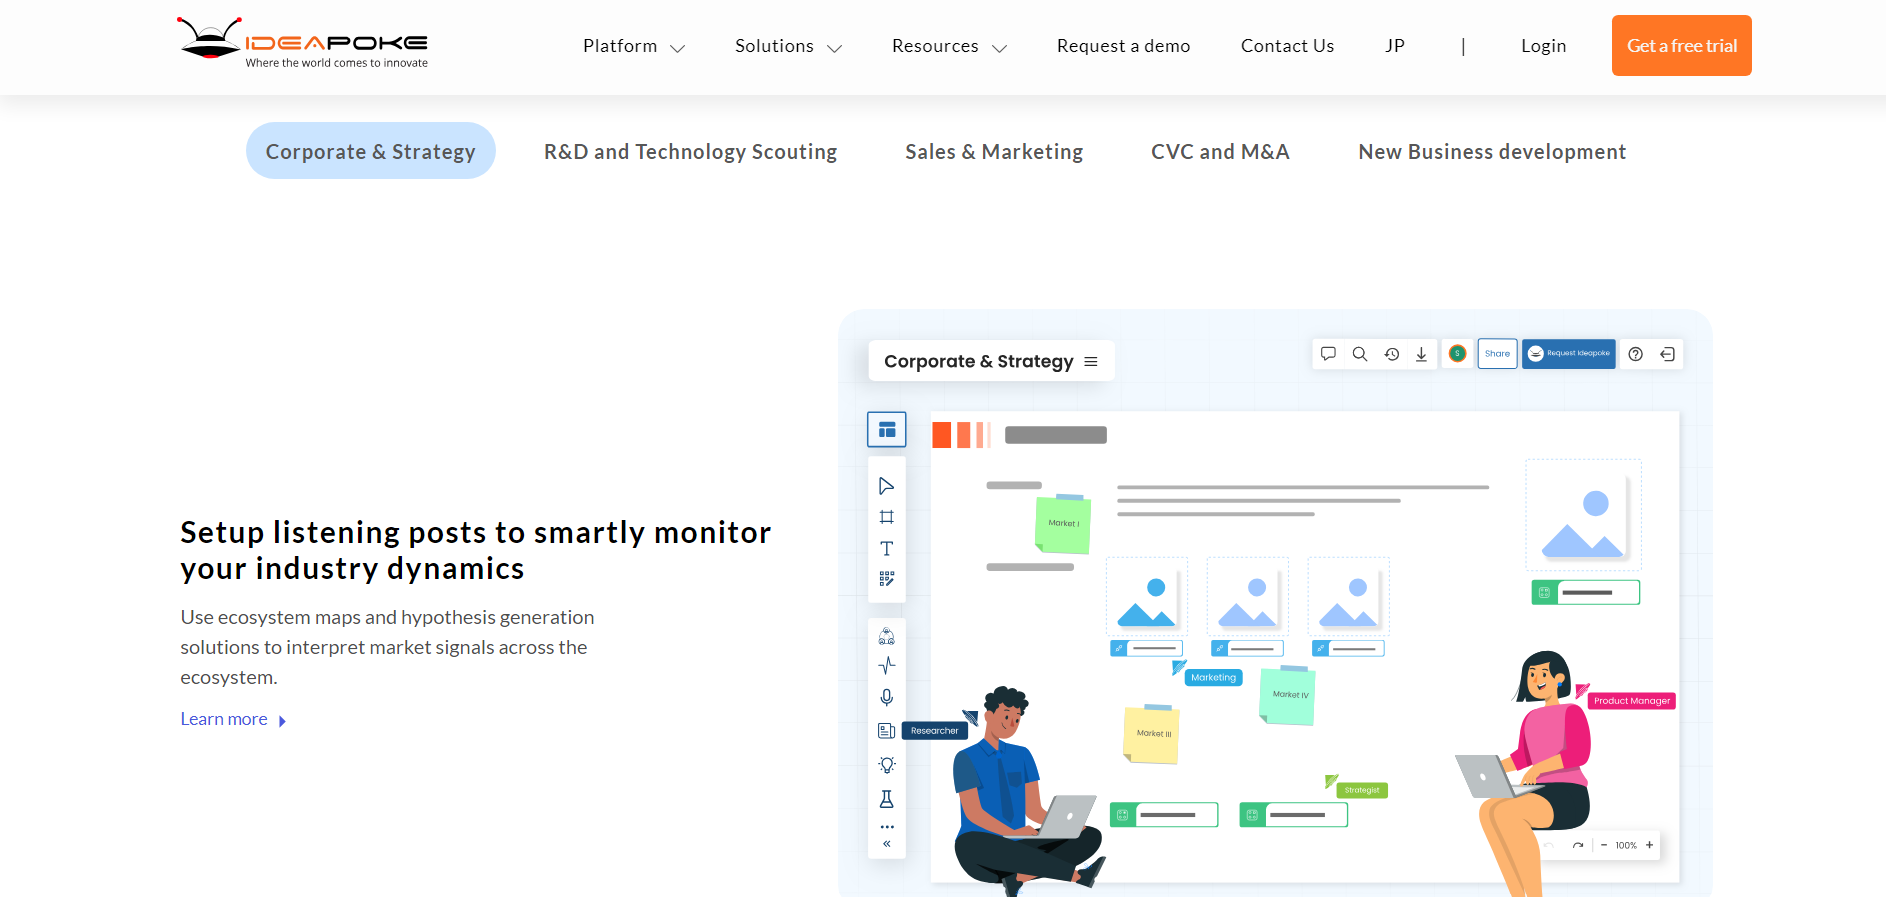 IDEAPOKE
Where the world comes to innovate
Platform
Solutions
Resources
Request a demo
Contact Us
JP
|
Login
Get a free trial
Corporate & Strategy
R&D and Technology Scouting
Sales & Marketing
CVC and M&A
New Business development
Setup listening posts to smartly monitor
your industry dynamics
Use ecosystem maps and hypothesis generation
solutions to interpret market signals across the
ecosystem.
Learn more
Corporate & Strategy
S
Share
Request Ideapoke
Market I
Marketing
Market IV
Product Manager
Researcher
Market III
Strategist
100%